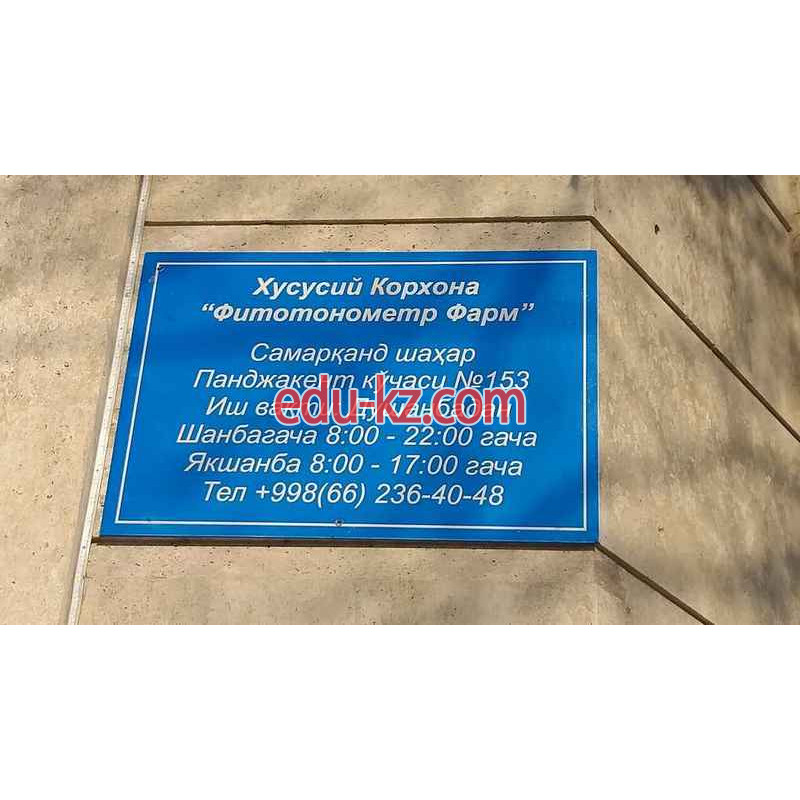 Хусусий Корхона
“Фитотонометр Фарм”
Самарқанд шаҳар
Панджакент кўчаси №153
edu-kz.com
Иш
Шанбагача 8:00 - 22:00 гача
Якшанба 8:00 - 17:00 гача
Тел +998(66) 236-40-48